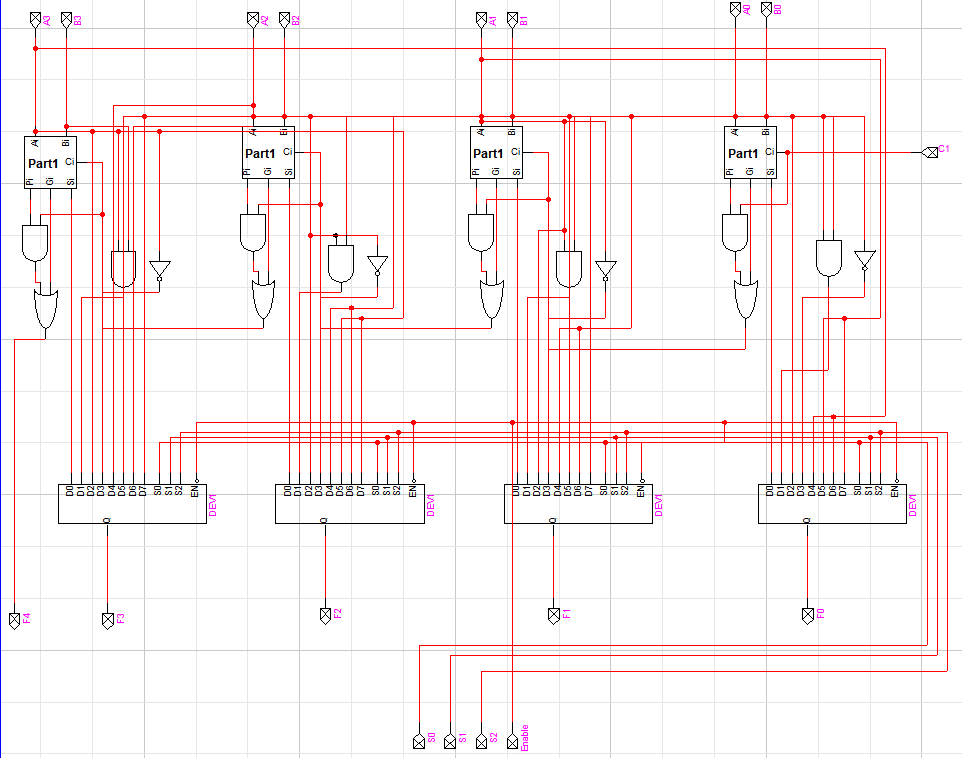 A3 B3 A2 B2 A1 B1 A0 B0
Ai Bi Ai Bi Ai Bi Ai Bi
Part1 Ci Part1 Ci Part1 Ci Part1 Ci C1
Pi Gi Si Pi Gi Si Pi Gi Si Pi Gi Si
D0 D1 D2 D3 D4 D5 D6 D7 S0 S1 S2 EN D0 D1 D2 D3 D4 D5 D6 D7 S0 S1 S2 EN D0 D1 D2 D3 D4 D5 D6 D7 S0 S1 S2 EN D0 D1 D2 D3 D4 D5 D6 D7 S0 S1 S2 EN
DEV1 DEV1 DEV1 DEV1
Q Q Q Q
F4 F3 F2 F1 F0
S0 S1 S2 Enable